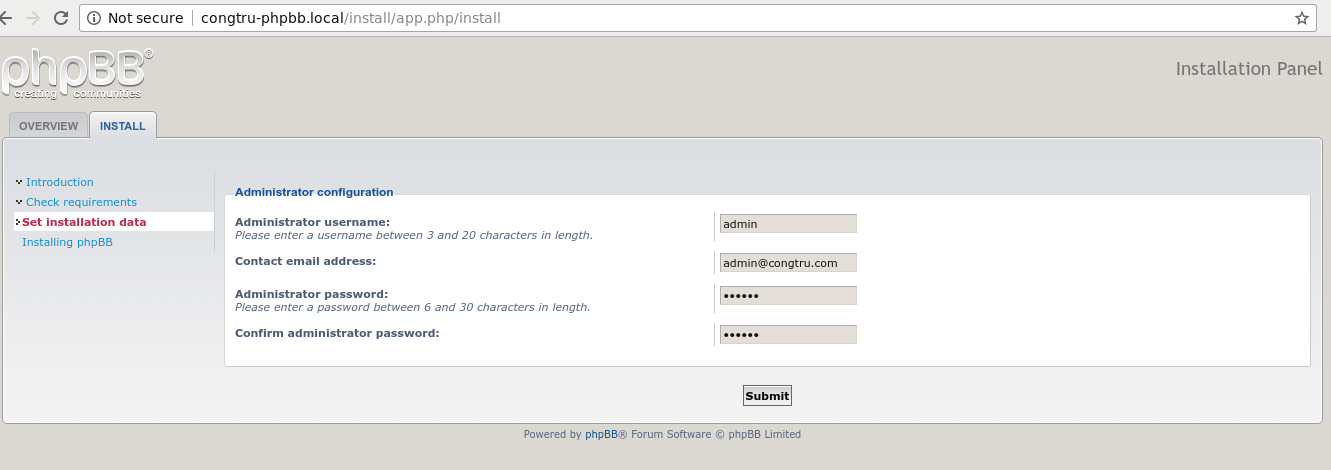 Not secure congtru-phpbb.local/install/app.php/install
phpBB®
creating communities
Installation Panel
OVERVIEW INSTALL
Introduction
Check requirements
Set installation data
Installing phpBB
Administrator configuration
Administrator username: admin
Please enter a username between 3 and 20 characters in length.
Contact email address: admin@congtru.com
Administrator password: ••••••
Please enter a password between 6 and 30 characters in length.
Confirm administrator password: ••••••
Submit
Powered by phpBB® Forum Software © phpBB Limited